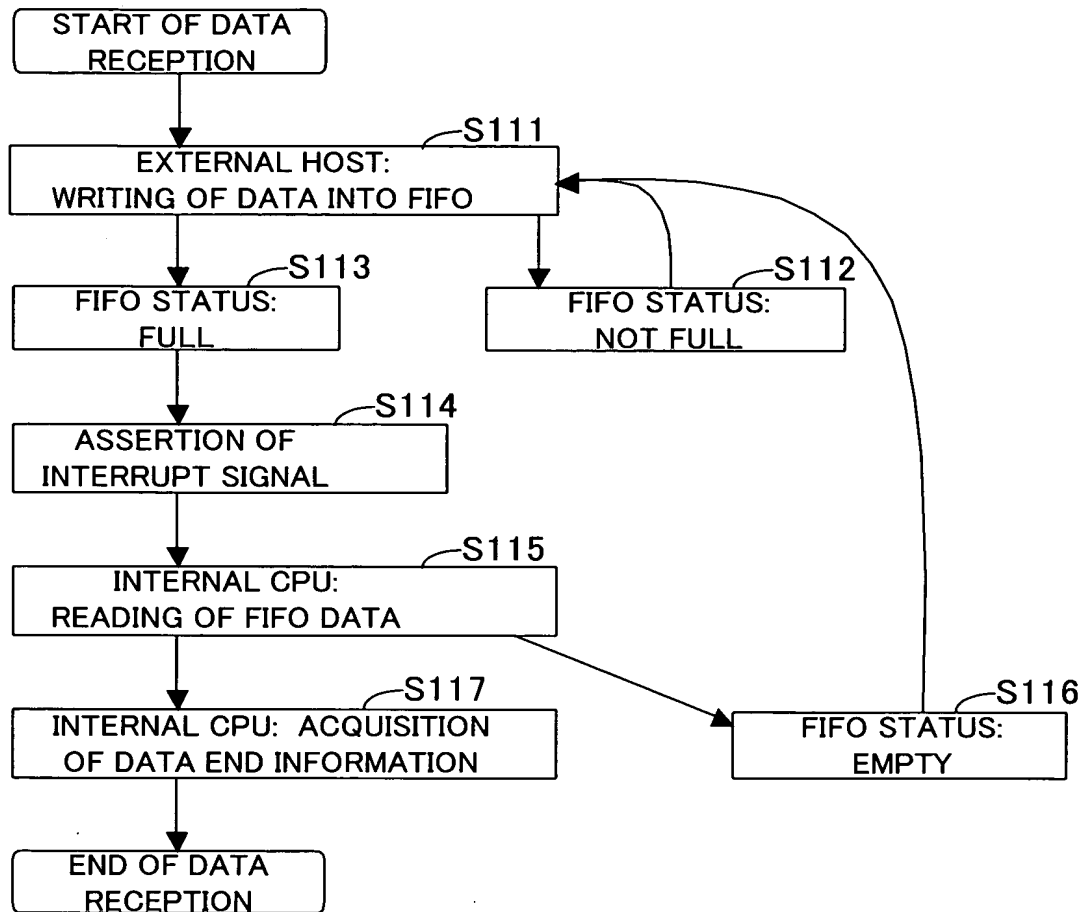 START OF DATA
RECEPTION
S111
EXTERNAL HOST:
WRITING OF DATA INTO FIFO
S113
FIFO STATUS:
FULL
S112
FIFO STATUS:
NOT FULL
S114
ASSERTION OF
INTERRUPT SIGNAL
S115
INTERNAL CPU:
READING OF FIFO DATA
S117
INTERNAL CPU: ACQUISITION
OF DATA END INFORMATION
S116
FIFO STATUS:
EMPTY
END OF DATA
RECEPTION